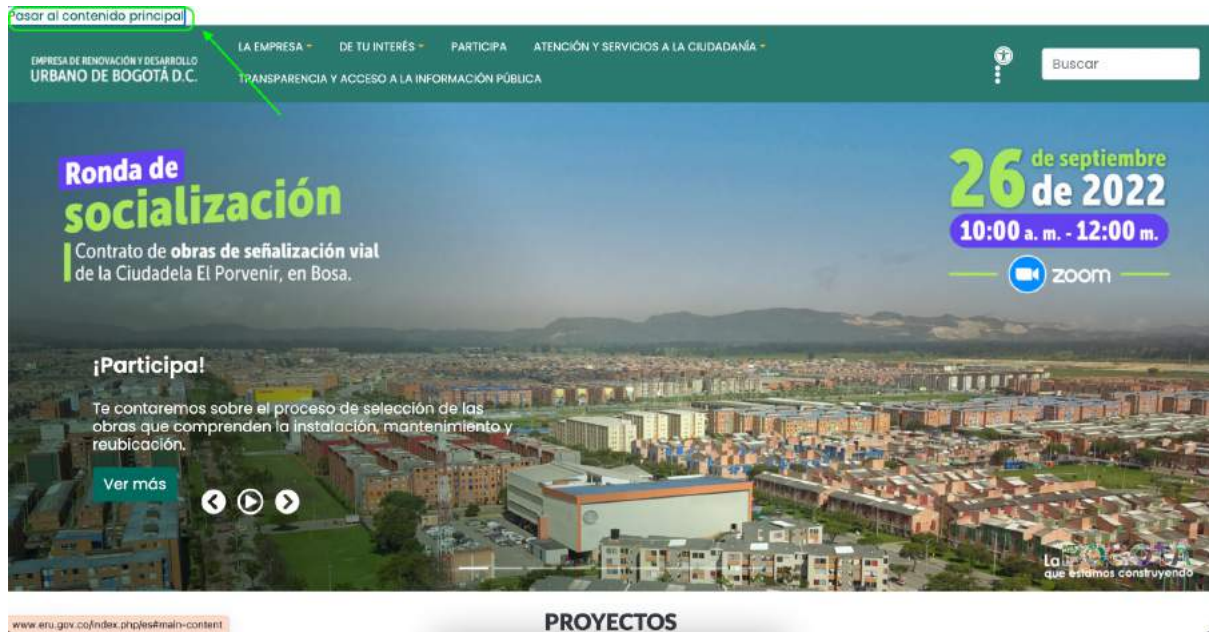 Pasar al contenido principal
EMPRESA DE RENOVACIÓN Y DESARROLLO
URBANO DE BOGOTÁ D.C.
LA EMPRESA
DE TU INTERÉS
PARTICIPA
ATENCIÓN Y SERVICIOS A LA CIUDADANÍA
TRANSPARENCIA Y ACCESO A LA INFORMACIÓN PÚBLICA
Buscar
Ronda de
socialización
Contrato de obras de señalización vial
de la Ciudadela El Porvenir, en Bosa.
26 de septiembre
de 2022
10:00 a. m. - 12:00 m.
zoom
¡Participa!
Te contaremos sobre el proceso de selección de las
obras que comprenden la instalación, mantenimiento y
reubicación.
Ver más
La BOGOTÁ
que estamos construyendo
PROYECTOS
www.eru.gov.co/index.php/es#main-content